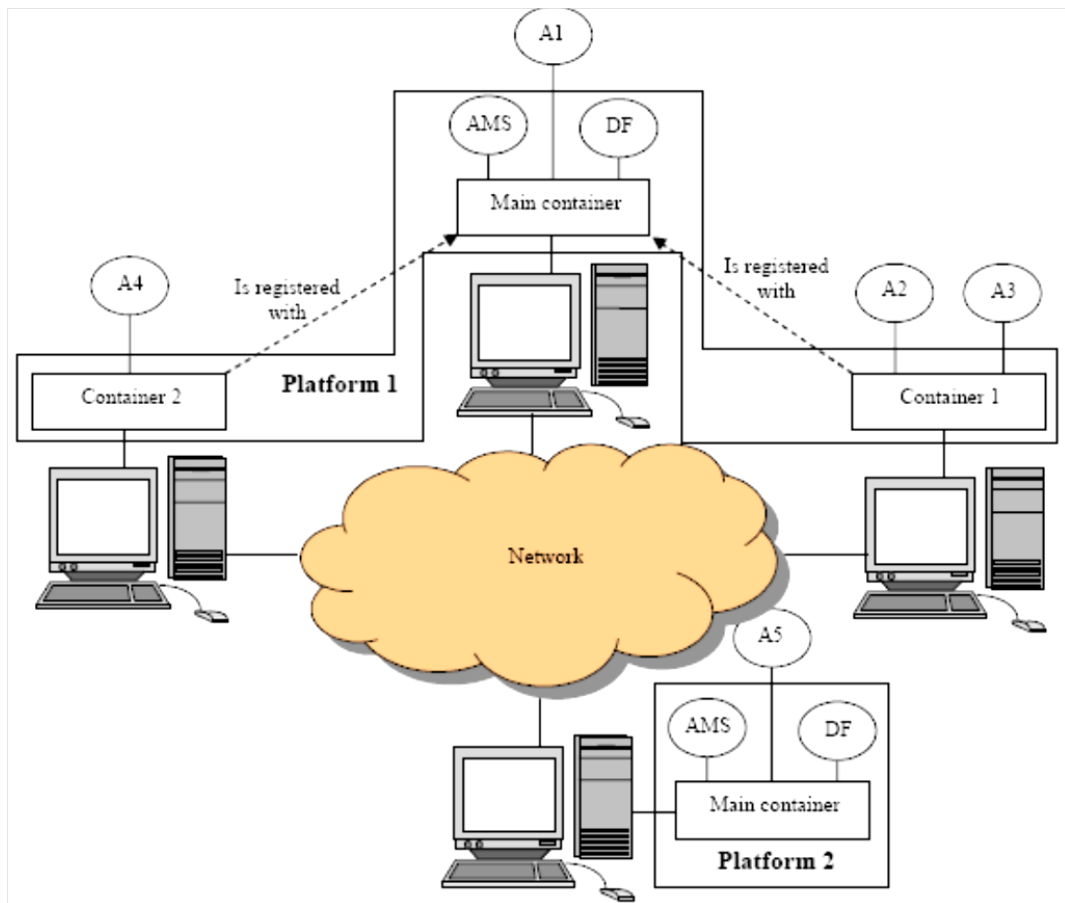 A1
AMS
DF
Main container
Is registered
with
Is registered
with
A4
A2
A3
Platform 1
Container 2
Container 1
Network
A5
AMS
DF
Main container
Platform 2